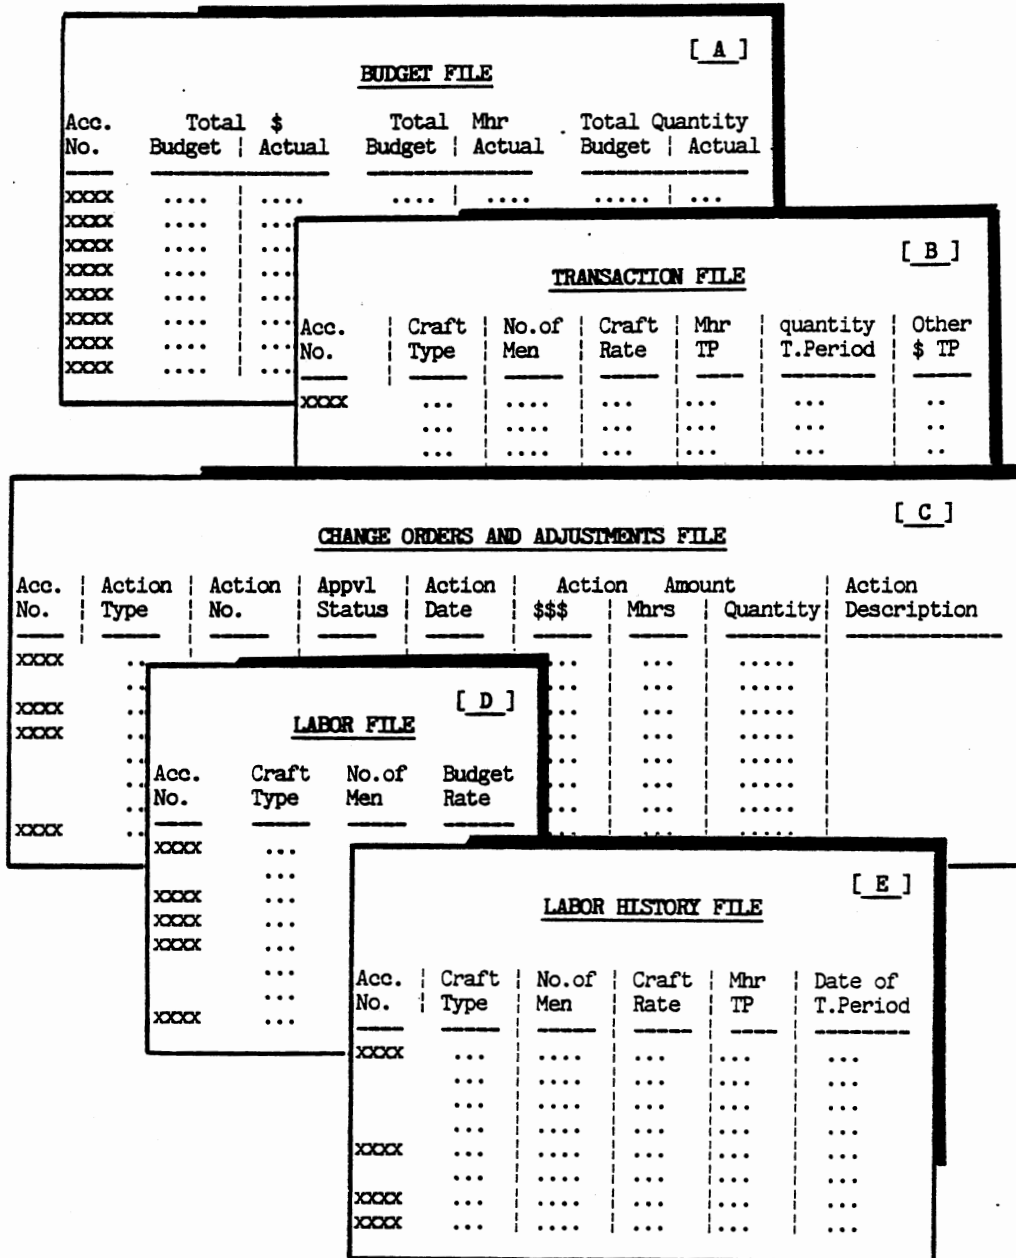 [ A ]
BUDGET FILE
Acc. Total $ Total Mhr Total Quantity
No. Budget | Actual Budget | Actual Budget | Actual
xxxx .... .... .... .... ..... ...
xxxx .... ...
xxxx .... ...
xxxx .... ...
xxxx .... ...
xxxx .... ...
xxxx .... ...
xxxx .... ...
[ B ]
TRANSACTION FILE
Acc. | Craft | No.of | Craft | Mhr | quantity | Other
No. | Type | Men | Rate | TP | T.Period | $ TP
xxxx ... .... ... ... ... ..
... .... ... ... ... ..
... .... ... ... ... ..
[ C ]
CHANGE ORDERS AND ADJUSTMENTS FILE
Acc. | Action | Action | Appvl | Action | Action Amount | Action
No. | Type | No. | Status | Date | $$$ | Mhrs | Quantity | Description
xxxx .. ... ... .....
.. ... ... .....
xxxx .. ... ... .....
xxxx .. ... ... .....
.. ... ... .....
.. ... ... .....
.. ... ... .....
xxxx .. ... ... .....
[ D ]
LABOR FILE
Acc. Craft No.of Budget
No. Type Men Rate
xxxx ...
...
xxxx ...
xxxx ...
xxxx ...
...
...
xxxx ...
[ E ]
LABOR HISTORY FILE
Acc. | Craft | No.of | Craft | Mhr | Date of
No. | Type | Men | Rate | TP | T.Period
xxxx ... .... ... ... ...
... .... ... ... ...
... .... ... ... ...
... .... ... ... ...
xxxx ... .... ... ... ...
... .... ... ... ...
xxxx ... .... ... ... ...
xxxx ... .... ... ... ...